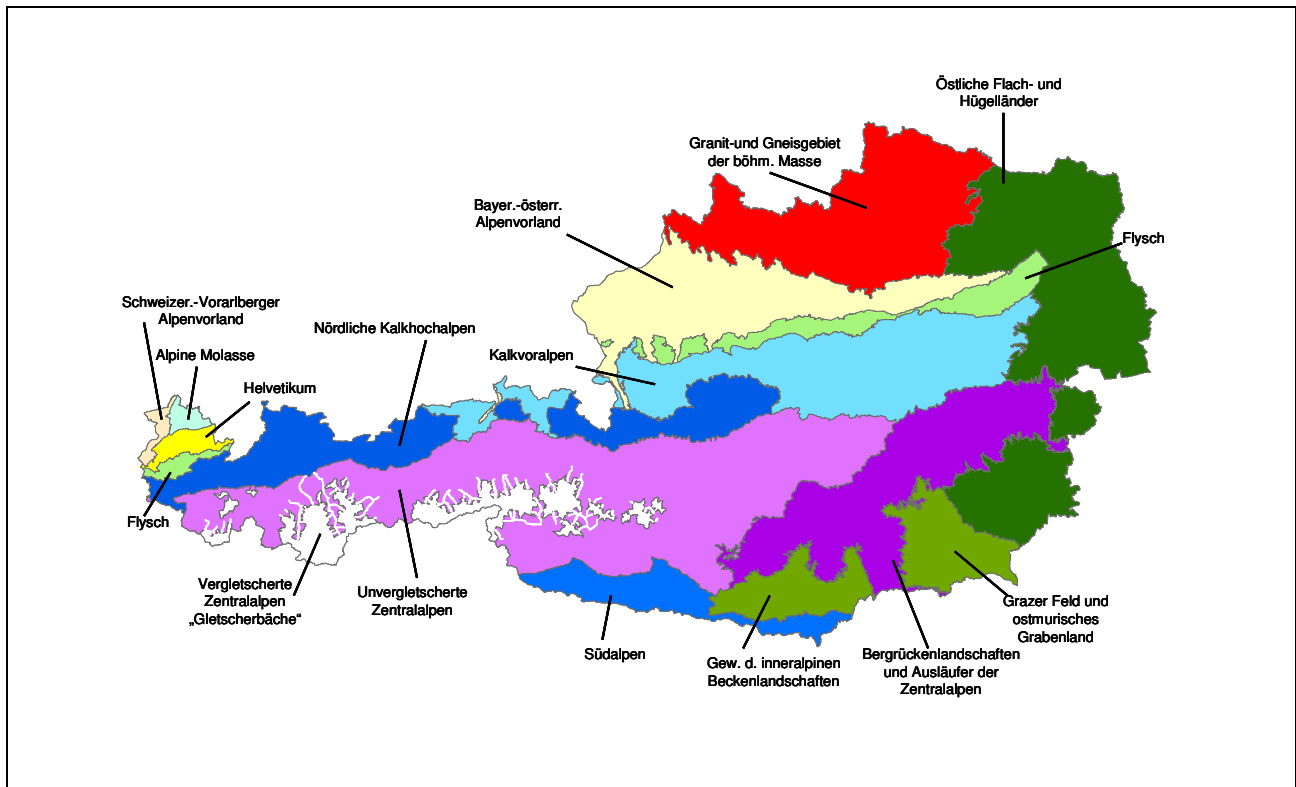 Östliche Flach- und
Hügelländer
Granit-und Gneisgebiet
der böhm. Masse
Bayer.-österr.
Alpenvorland
Flysch
Schweizer.-Vorarlberger
Alpenvorland
Nördliche Kalkhochalpen
Alpine Molasse
Kalkvoralpen
Helvetikum
Flysch
Vergletscherte
Zentralalpen
„Gletscherbäche“
Unvergletscherte
Zentralalpen
Südalpen
Gew. d. inneralpinen
Beckenlandschaften
Bergrückenlandschaften
und Ausläufer der
Zentralalpen
Grazer Feld und
ostmurisches
Grabenland